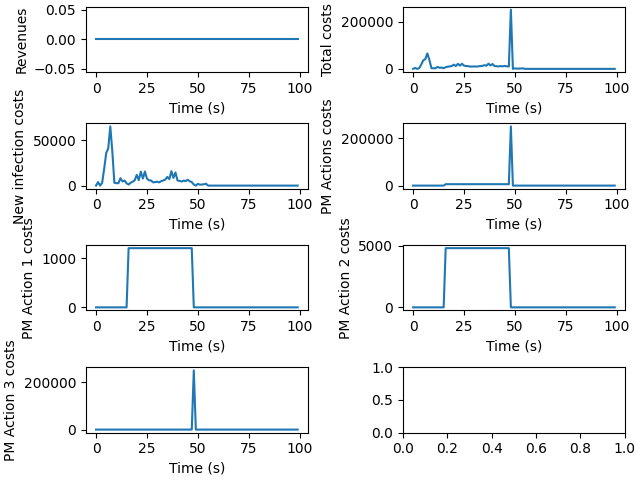 Revenues
0.05
0.00
−0.05
0 25 50 75 100
Time (s)
Total costs
200000
0
0 25 50 75 100
Time (s)
New infection costs
50000
0
0 25 50 75 100
Time (s)
PM Actions costs
200000
0
0 25 50 75 100
Time (s)
PM Action 1 costs
1000
0
0 25 50 75 100
Time (s)
PM Action 2 costs
5000
0
0 25 50 75 100
Time (s)
PM Action 3 costs
200000
0
0 25 50 75 100
Time (s)
1.0
0.5
0.0
0.0 0.2 0.4 0.6 0.8 1.0